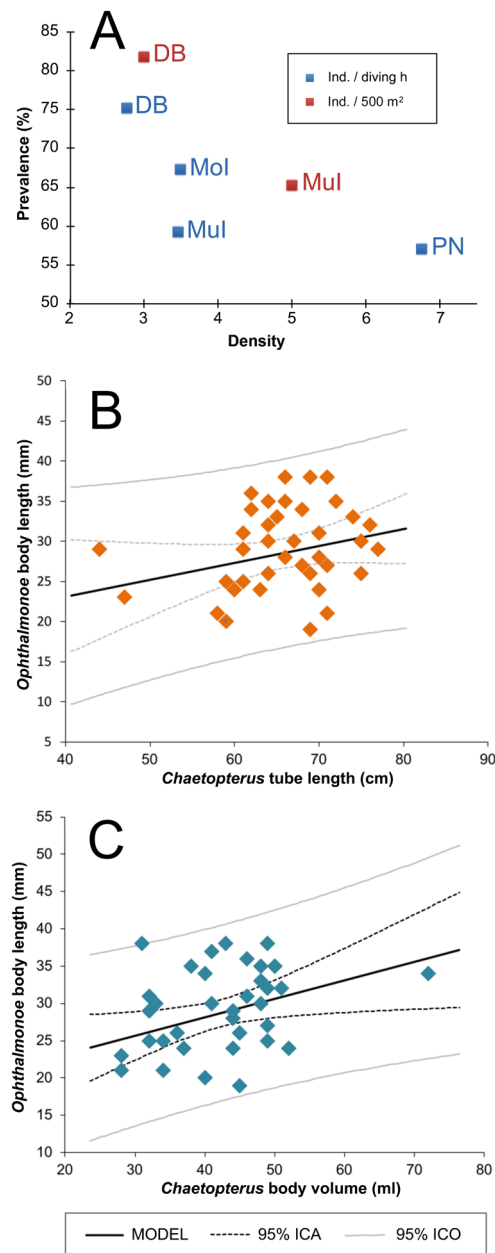 A
85
80
75
70
65
60
55
50
Prevalence (%)
DB
DB
MoI
MuI
MuI
PN
Ind. / diving h
Ind. / 500 m²
2 3 4 5 6 7
Density
B
50
45
40
35
30
25
20
15
10
5
Ophthalmonoe body length (mm)
40 50 60 70 80 90
Chaetopterus tube length (cm)
C
55
50
45
40
35
30
25
20
15
10
Ophthalmonoe body length (mm)
20 30 40 50 60 70 80
Chaetopterus body volume (ml)
MODEL 95% ICA 95% ICO